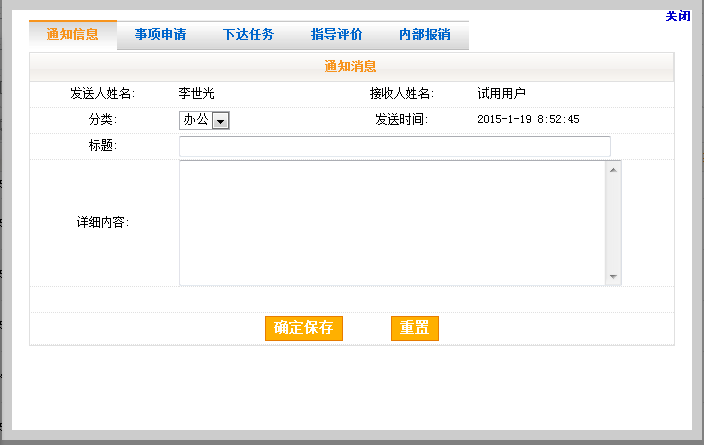 关闭
通知信息 事项申请 下达任务 指导评价 内部报销
通知消息
发送人姓名: 李世光 接收人姓名: 试用用户
分类: 办公 发送时间: 2015-1-19 8:52:45
标题:
详细内容:
确定保存 重置